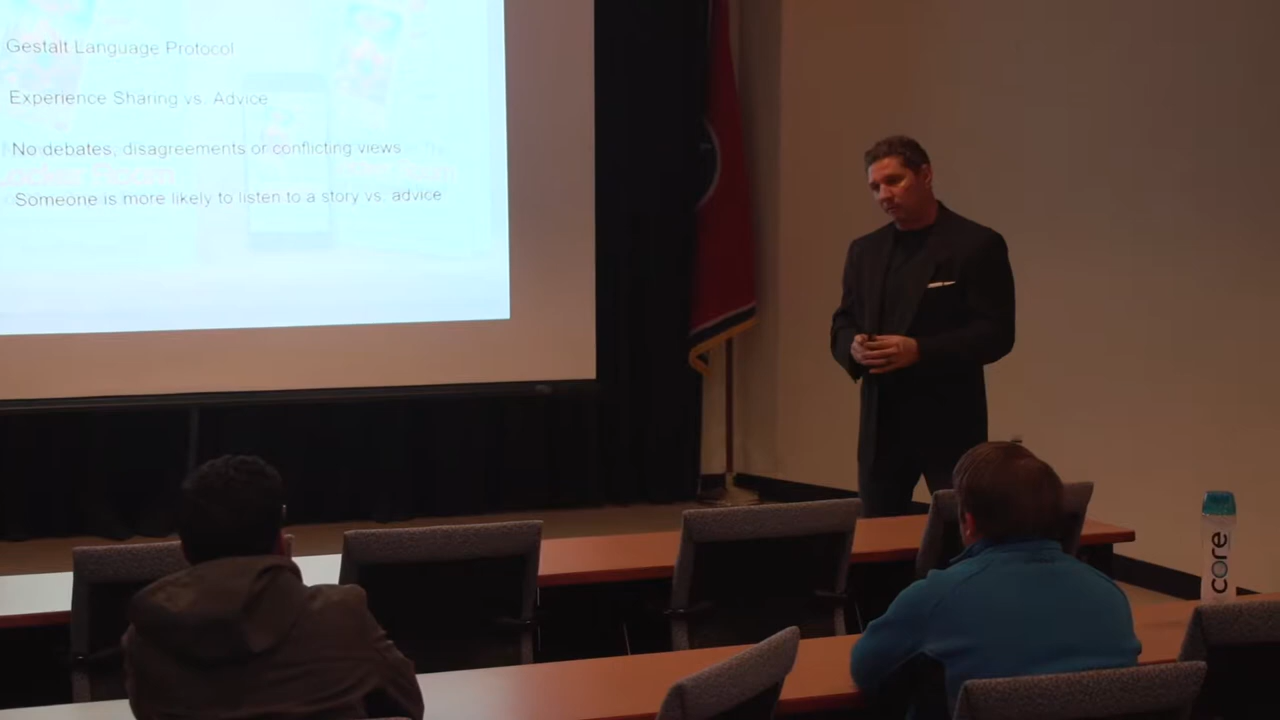 Gestalt Language Protocol
Experience Sharing vs. Advice
No debates, disagreements or conflicting views
Someone is more likely to listen to a story vs. advice
core